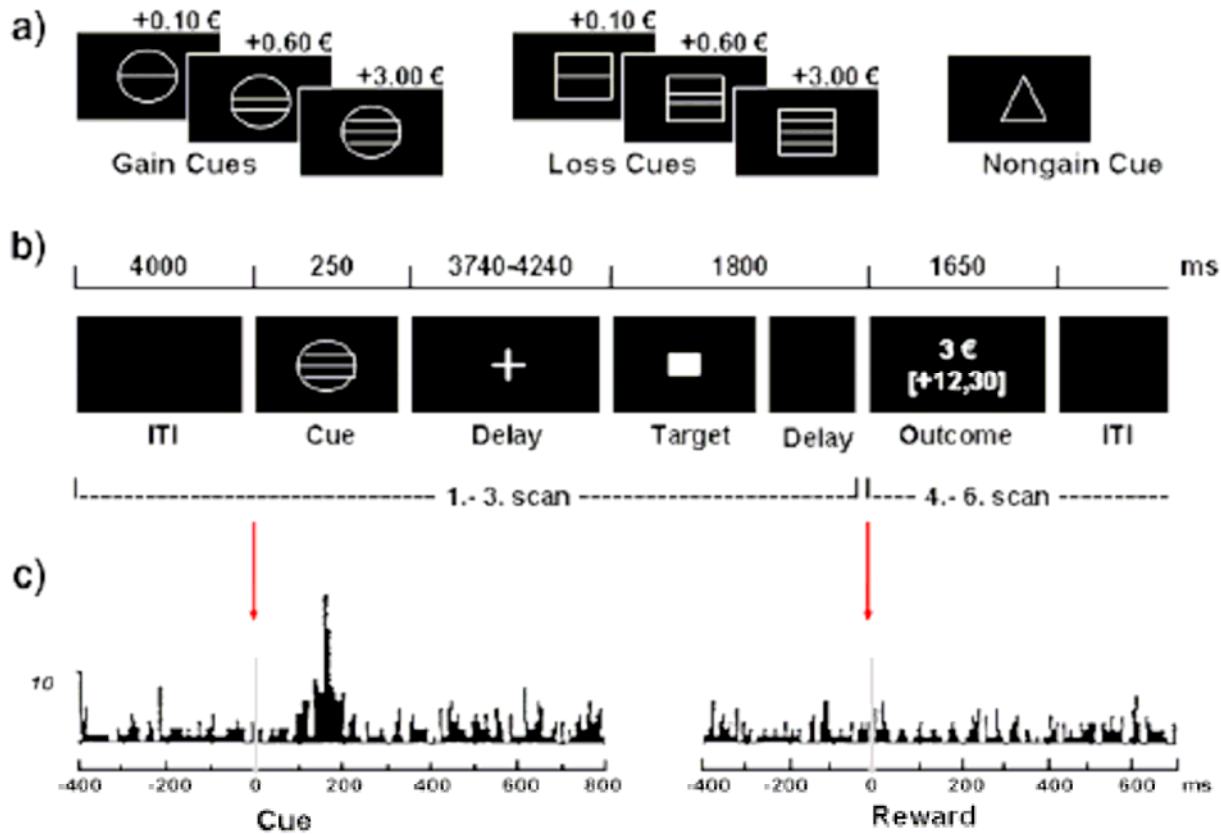 a)
+0.10 € +0.10 €
+0.60 € +0.60 €
+3.00 € +3.00 €
Gain Cues Loss Cues Nongain Cue
b)
4000 250 3740-4240 1800 1650 ms
3 €
[+12,30]
ITI Cue Delay Target Delay Outcome ITI
1.- 3. scan 4.- 6. scan
c)
10
-400 -200 0 200 400 600 800 -400 -200 0 200 400 600 ms
Cue Reward